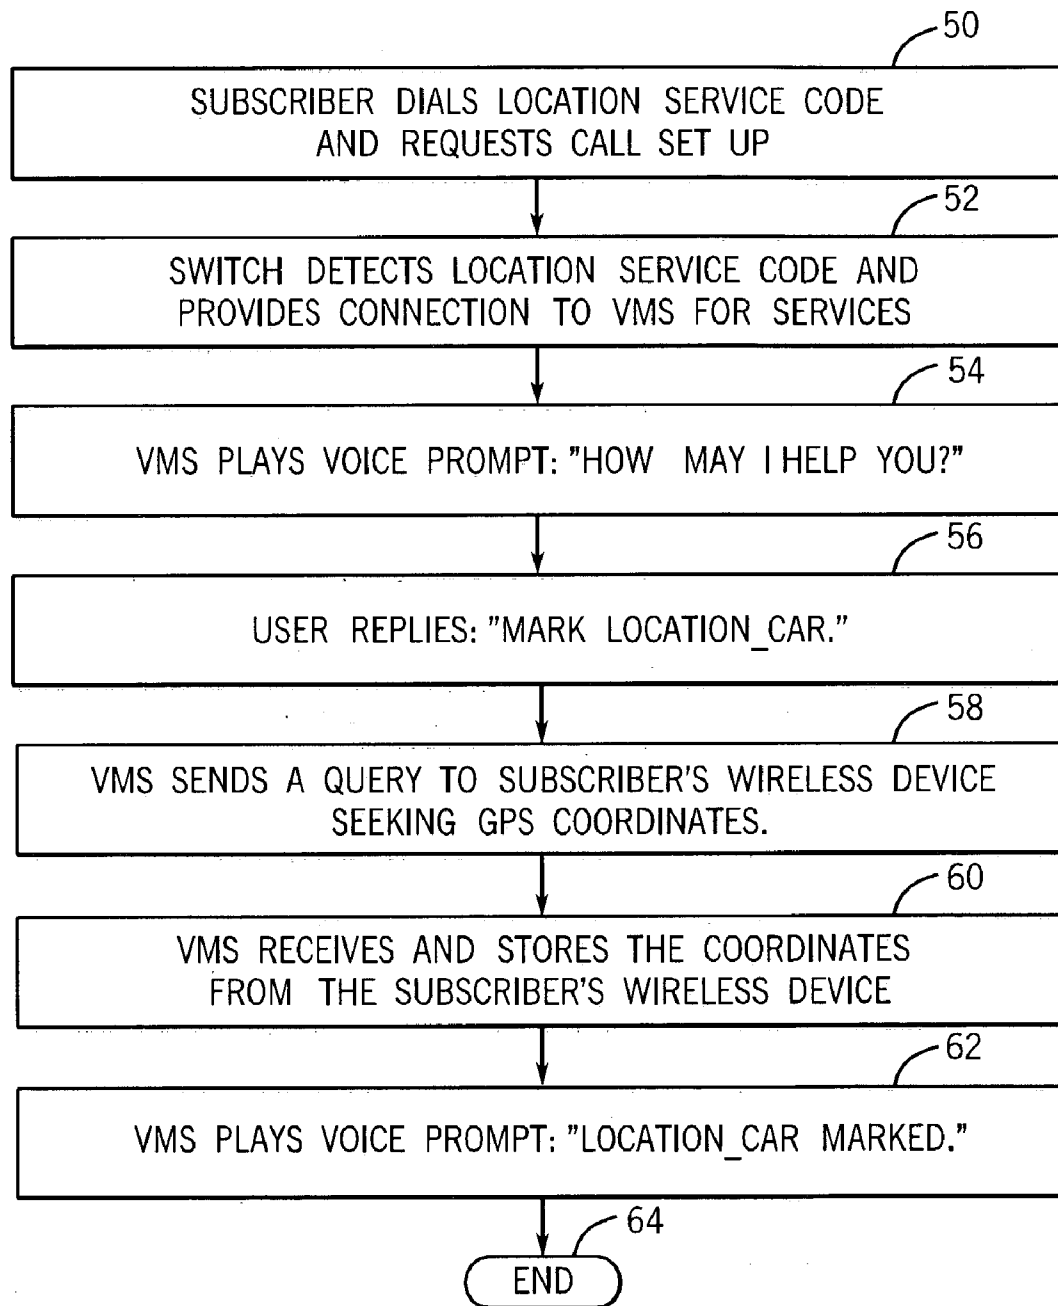 50
SUBSCRIBER DIALS LOCATION SERVICE CODE
AND REQUESTS CALL SET UP
52
SWITCH DETECTS LOCATION SERVICE CODE AND
PROVIDES CONNECTION TO VMS FOR SERVICES
54
VMS PLAYS VOICE PROMPT: "HOW MAY I HELP YOU?"
56
USER REPLIES: "MARK LOCATION_CAR."
58
VMS SENDS A QUERY TO SUBSCRIBER'S WIRELESS DEVICE
SEEKING GPS COORDINATES.
60
VMS RECEIVES AND STORES THE COORDINATES
FROM THE SUBSCRIBER'S WIRELESS DEVICE
62
VMS PLAYS VOICE PROMPT: "LOCATION_CAR MARKED."
64
END